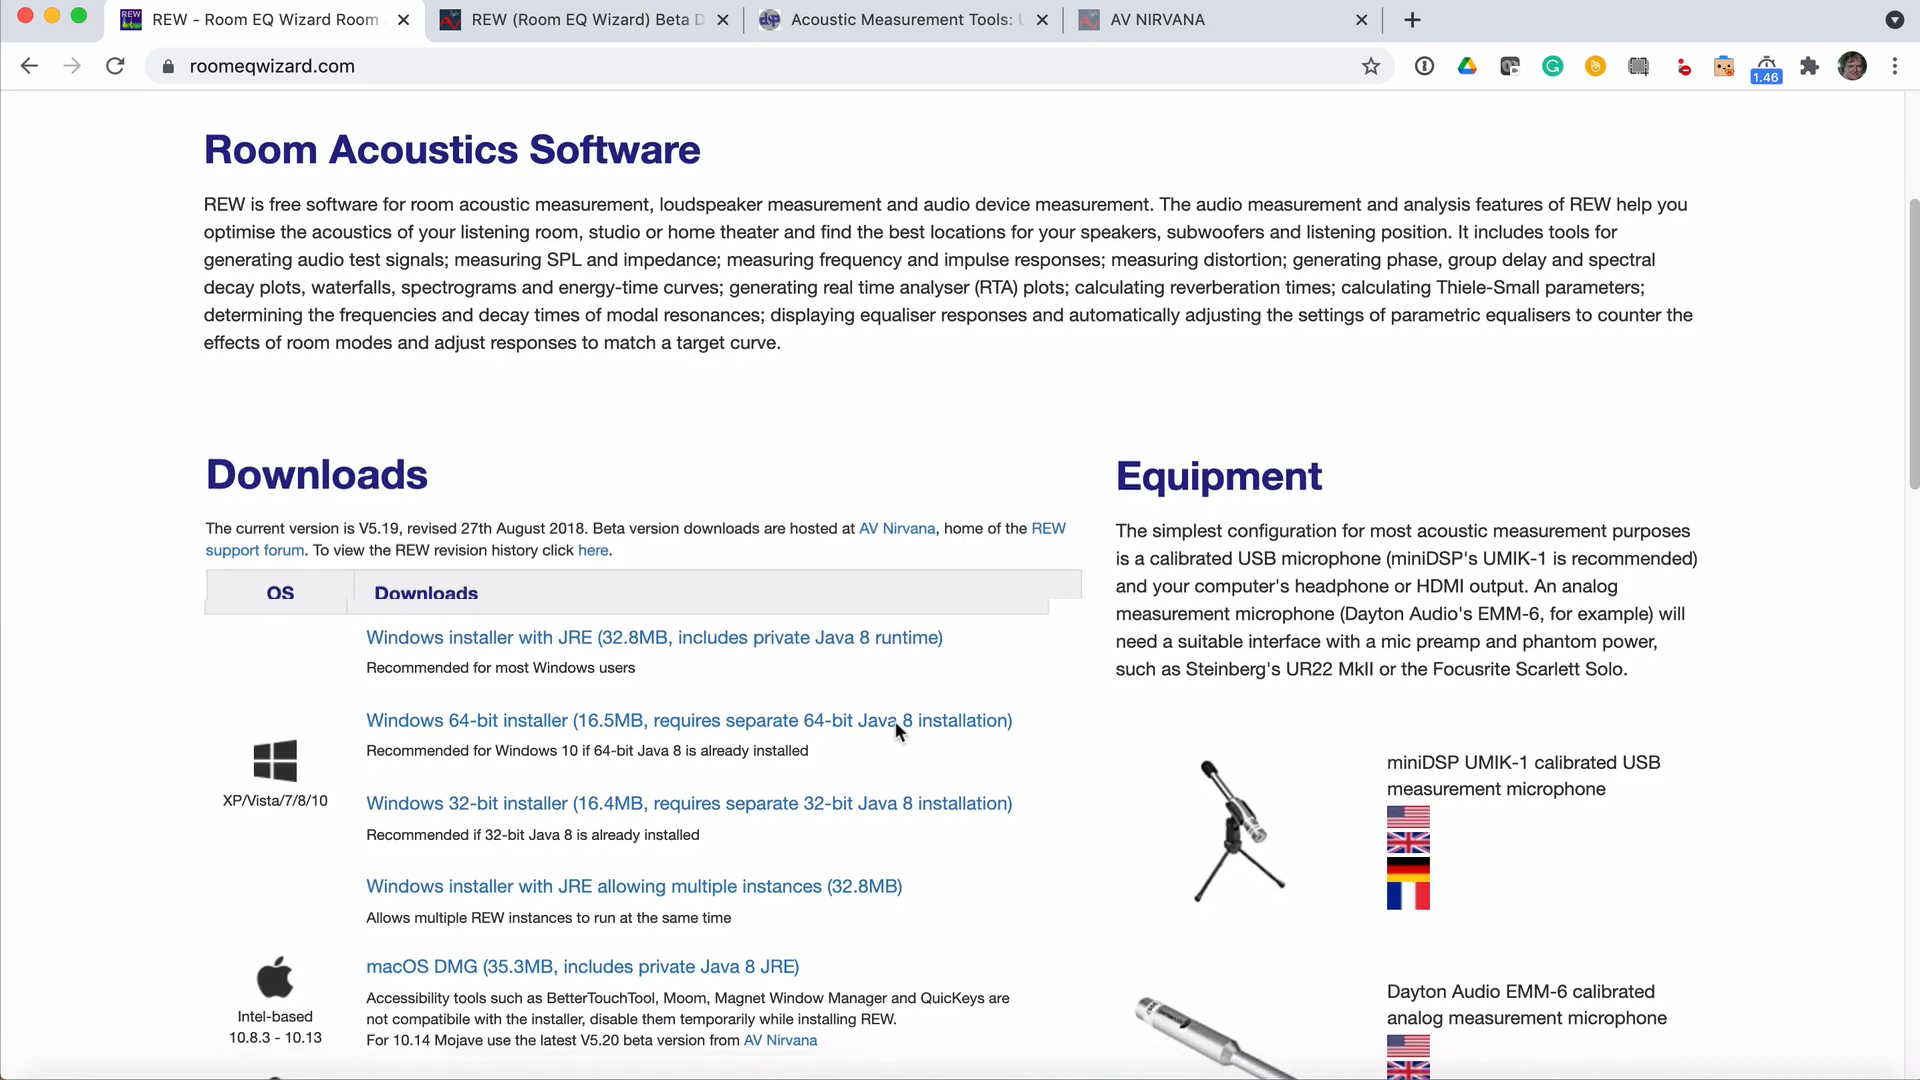 REW - Room EQ Wizard Room
REW (Room EQ Wizard) Beta D
Acoustic Measurement Tools:
AV NIRVANA
roomeqwizard.com
1.46
Room Acoustics Software
REW is free software for room acoustic measurement, loudspeaker measurement and audio device measurement. The audio measurement and analysis features of REW help you
optimise the acoustics of your listening room, studio or home theater and find the best locations for your speakers, subwoofers and listening position. It includes tools for
generating audio test signals; measuring SPL and impedance; measuring frequency and impulse responses; measuring distortion; generating phase, group delay and spectral
decay plots, waterfalls, spectrograms and energy-time curves; generating real time analyser (RTA) plots; calculating reverberation times; calculating Thiele-Small parameters;
determining the frequencies and decay times of modal resonances; displaying equaliser responses and automatically adjusting the settings of parametric equalisers to counter the
effects of room modes and adjust responses to match a target curve.
Downloads
The current version is V5.19, revised 27th August 2018. Beta version downloads are hosted at AV Nirvana, home of the REW
support forum. To view the REW revision history click here.
OS Downloads
Windows installer with JRE (32.8MB, includes private Java 8 runtime)
Recommended for most Windows users
Windows 64-bit installer (16.5MB, requires separate 64-bit Java 8 installation)
Recommended for Windows 10 if 64-bit Java 8 is already installed
XP/Vista/7/8/10
Windows 32-bit installer (16.4MB, requires separate 32-bit Java 8 installation)
Recommended if 32-bit Java 8 is already installed
Windows installer with JRE allowing multiple instances (32.8MB)
Allows multiple REW instances to run at the same time
macOS DMG (35.3MB, includes private Java 8 JRE)
Accessibility tools such as BetterTouchTool, Moom, Magnet Window Manager and QuicKeys are
not compatibile with the installer, disable them temporarily while installing REW.
For 10.14 Mojave use the latest V5.20 beta version from AV Nirvana
Intel-based
10.8.3 - 10.13
Equipment
The simplest configuration for most acoustic measurement purposes
is a calibrated USB microphone (miniDSP's UMIK-1 is recommended)
and your computer's headphone or HDMI output. An analog
measurement microphone (Dayton Audio's EMM-6, for example) will
need a suitable interface with a mic preamp and phantom power,
such as Steinberg's UR22 MkII or the Focusrite Scarlett Solo.
miniDSP UMIK-1 calibrated USB
measurement microphone
Dayton Audio EMM-6 calibrated
analog measurement microphone